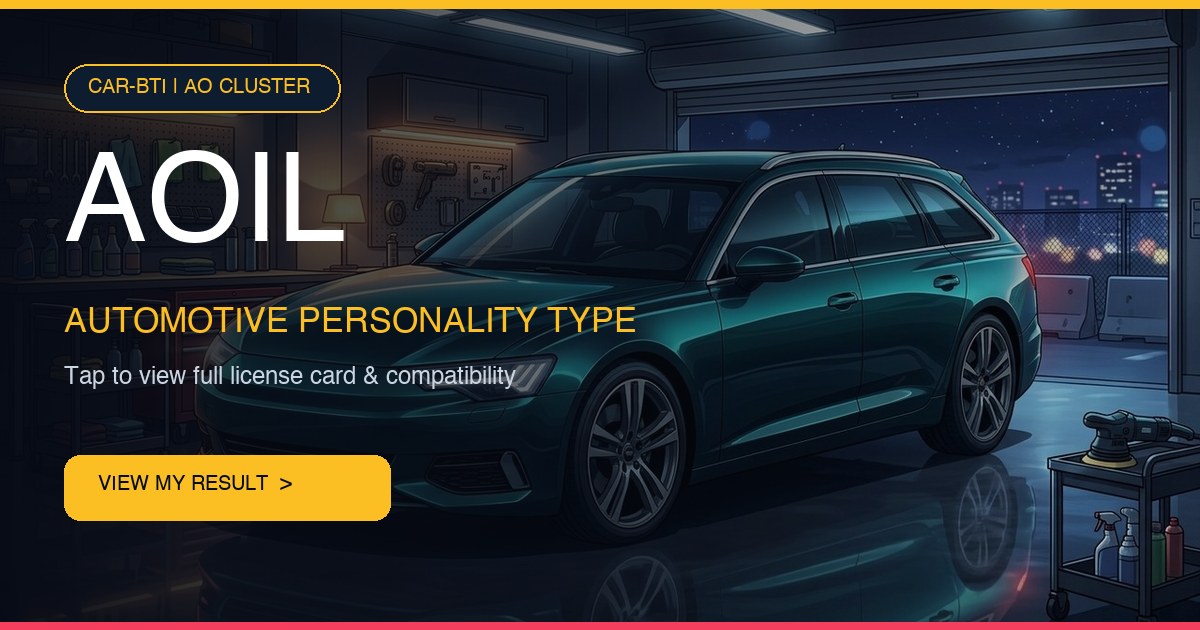 CAR-BTI | AO CLUSTER
AOIL
AUTOMOTIVE PERSONALITY TYPE
Tap to view full license card & compatibility
VIEW MY RESULT >